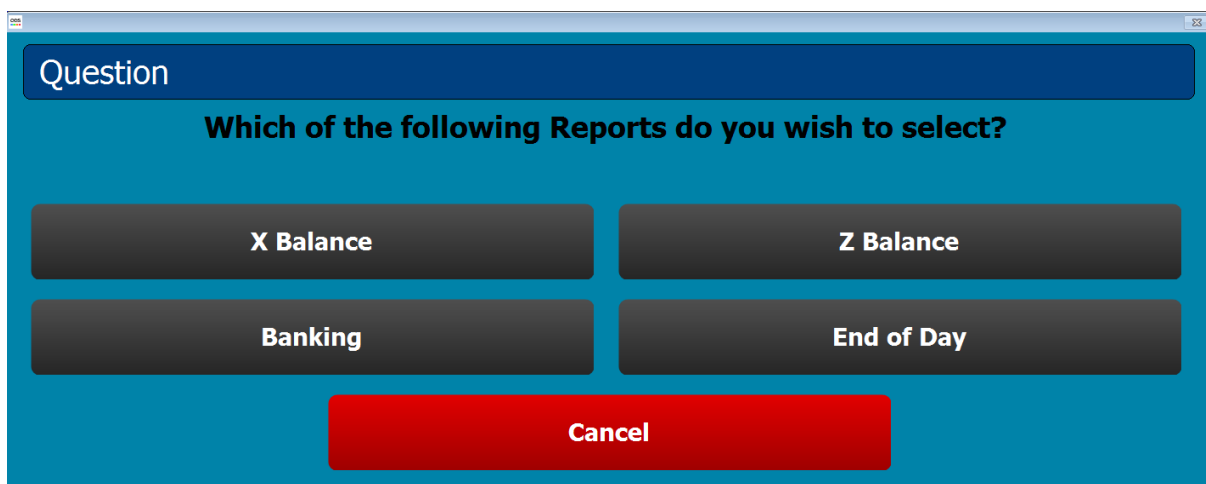 Question
Which of the following Reports do you wish to select?
X Balance
Z Balance
Banking
End of Day
Cancel